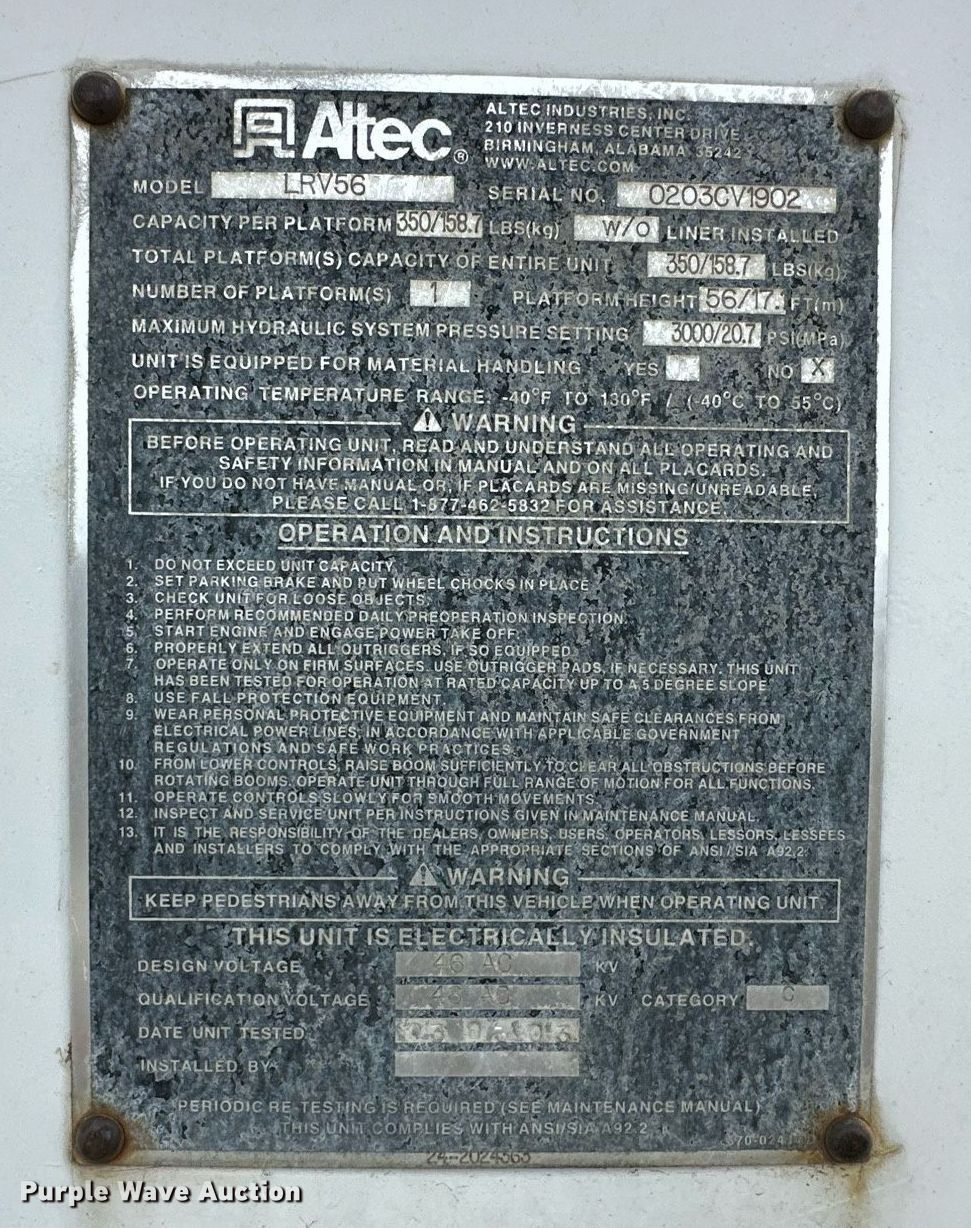 Altec®
ALTEC INDUSTRIES, INC.
210 INVERNESS CENTER DRIVE
BIRMINGHAM, ALABAMA 35242
WWW.ALTEC.COM
MODEL LRV56 SERIAL NO. 0203CV1902
CAPACITY PER PLATFORM 350/158.7 LBS(kg) W/O LINER INSTALLED
TOTAL PLATFORM(S) CAPACITY OF ENTIRE UNIT 350/158.7 LBS(kg)
NUMBER OF PLATFORM(S) 1 PLATFORM HEIGHT 56/17.1 FT(m)
MAXIMUM HYDRAULIC SYSTEM PRESSURE SETTING 3000/20.7 PSI(MPa)
UNIT IS EQUIPPED FOR MATERIAL HANDLING YES NO X
OPERATING TEMPERATURE RANGE: -40°F TO 130°F / (-40°C TO 55°C)
WARNING
BEFORE OPERATING UNIT, READ AND UNDERSTAND ALL OPERATING AND
SAFETY INFORMATION IN MANUAL AND ON ALL PLACARDS.
IF YOU DO NOT HAVE MANUAL OR, IF PLACARDS ARE MISSING/UNREADABLE,
PLEASE CALL 1-877-462-5832 FOR ASSISTANCE.
OPERATION AND INSTRUCTIONS
1. DO NOT EXCEED UNIT CAPACITY.
2. SET PARKING BRAKE AND PUT WHEEL CHOCKS IN PLACE
3. CHECK UNIT FOR LOOSE OBJECTS.
4. PERFORM RECOMMENDED DAILY PREOPERATION INSPECTION.
5. START ENGINE AND ENGAGE POWER TAKE OFF.
6. PROPERLY EXTEND ALL OUTRIGGERS, IF SO EQUIPPED.
7. OPERATE ONLY ON FIRM SURFACES. USE OUTRIGGER PADS, IF NECESSARY. THIS UNIT
HAS BEEN TESTED FOR OPERATION AT RATED CAPACITY UP TO A 5 DEGREE SLOPE
8. USE FALL PROTECTION EQUIPMENT.
9. WEAR PERSONAL PROTECTIVE EQUIPMENT AND MAINTAIN SAFE CLEARANCES FROM
ELECTRICAL POWER LINES, IN ACCORDANCE WITH APPLICABLE GOVERNMENT
REGULATIONS AND SAFE WORK PRACTICES.
10. FROM LOWER CONTROLS, RAISE BOOM SUFFICIENTLY TO CLEAR ALL OBSTRUCTIONS BEFORE
ROTATING BOOMS. OPERATE UNIT THROUGH FULL RANGE OF MOTION FOR ALL FUNCTIONS.
11. OPERATE CONTROLS SLOWLY FOR SMOOTH MOVEMENTS.
12. INSPECT AND SERVICE UNIT PER INSTRUCTIONS GIVEN IN MAINTENANCE MANUAL.
13. IT IS THE RESPONSIBILITY OF THE DEALERS, OWNERS, USERS, OPERATORS, LESSORS, LESSEES
AND INSTALLERS TO COMPLY WITH THE APPROPRIATE SECTIONS OF ANSI/SIA A92.2
WARNING
KEEP PEDESTRIANS AWAY FROM THIS VEHICLE WHEN OPERATING UNIT.
THIS UNIT IS ELECTRICALLY INSULATED.
DESIGN VOLTAGE 46 AC KV
QUALIFICATION VOLTAGE 46 AC KV CATEGORY C
DATE UNIT TESTED
INSTALLED BY
PERIODIC RE-TESTING IS REQUIRED (SEE MAINTENANCE MANUAL)
THIS UNIT COMPLIES WITH ANSI/SIA A92.2
24-2024363
Purple Wave Auction